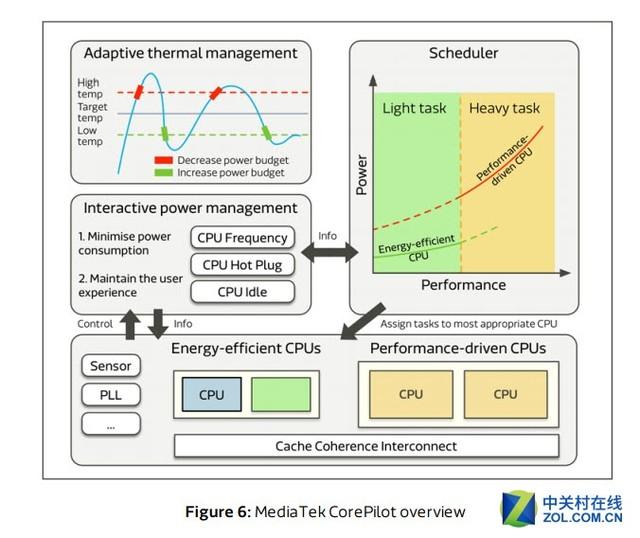 Adaptive thermal management
High
temp
Target
temp
Low
temp
Decrease power budget
Increase power budget
Scheduler
Light task
Heavy task
Power
Performance-
driven CPU
Energy-efficient
CPU
Performance
Interactive power management
1. Minimise power
consumption
2. Maintain the user
experience
CPU Frequency
CPU Hot Plug
CPU Idle
Info
Control
Info
Assign tasks to most appropriate CPU
Sensor
PLL
...
Energy-efficient CPUs
CPU
Performance-driven CPUs
CPU
CPU
Cache Coherence Interconnect
Figure 6: MediaTek CorePilot overview
Z
中关村在线
ZOL.COM.CN